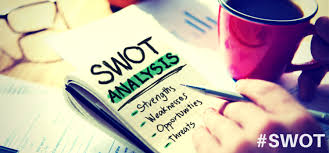 SWOT
ANALYSIS
- Strengths
- Weaknesses
- Opportunities
- Threats
#SWOT